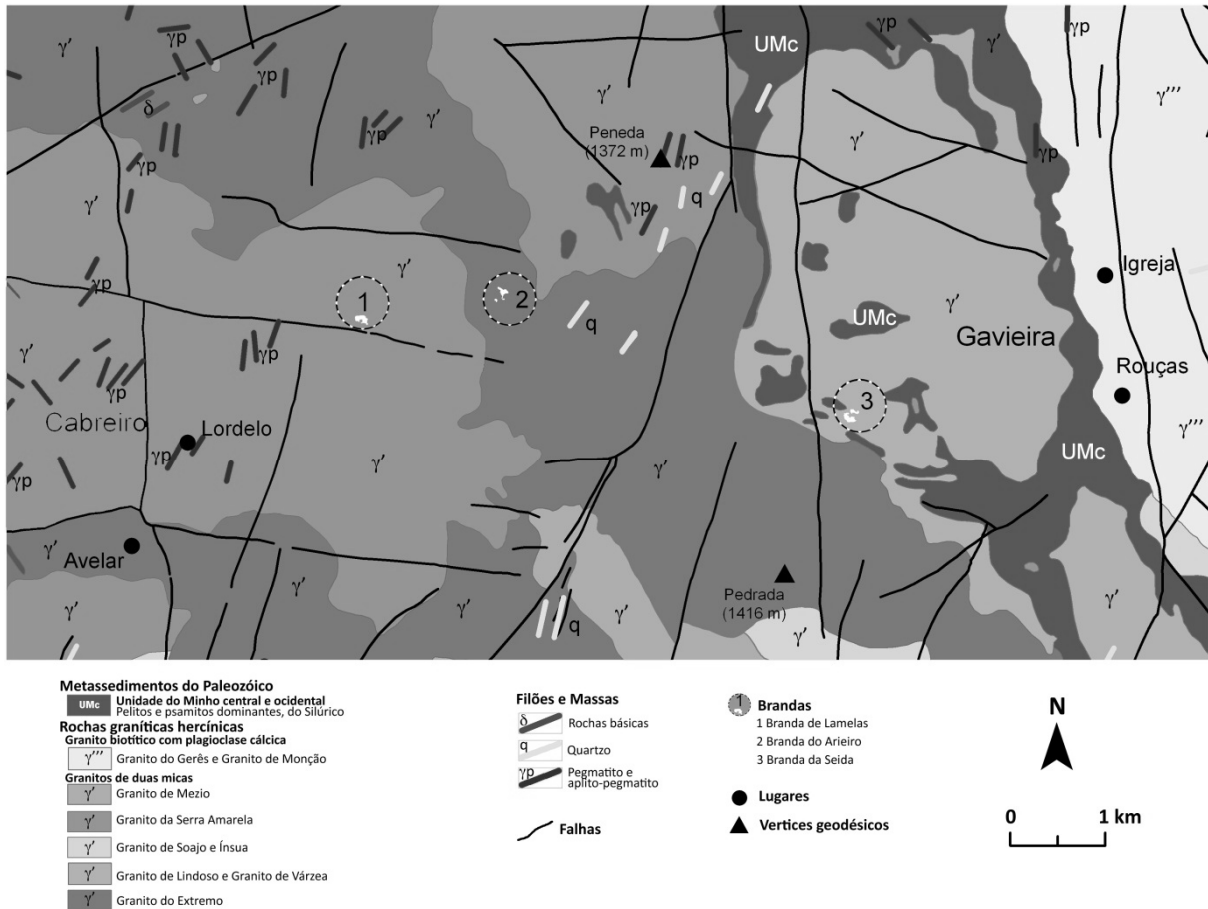 γ'
γp
UMc
γ'
γp
γp
γ'
γp
δ
γp
γ'
γp
γ'
Peneda
(1372 m)
γp
γ'
γ'''
γp
γp
γ'
γp
q
γp
γ'
1
2
q
γp
γ'
UMc
γ'
Gavieira
Igreja
Rouças
3
γ'
γp
Cabreiro
γp
Lordelo
γp
γ'
γ'
γ'''
UMc
γ'
Avelar
γ'
γ'
γ'
γ'
q
Pedrada
(1416 m)
γ'
γ'
γ'
Metassedimentos do Paleozóico
UMc Unidade do Minho central e ocidental
Pelitos e psamitos dominantes, do Silúrico
Rochas graníticas hercínicas
Granito biotítico com plagioclase cálcica
γ''' Granito do Gerês e Granito de Monção
Granitos de duas micas
γ' Granito de Mezio
γ' Granito da Serra Amarela
γ' Granito de Soajo e Ínsua
γ' Granito de Lindoso e Granito de Várzea
γ' Granito do Extremo
Filões e Massas
δ Rochas básicas
q Quartzo
γp Pegmatito e
aplito-pegmatito
Falhas
1 Brandas
1 Branda de Lamelas
2 Branda do Arieiro
3 Branda da Seida
Lugares
Vertices geodésicos
N
0 1 km